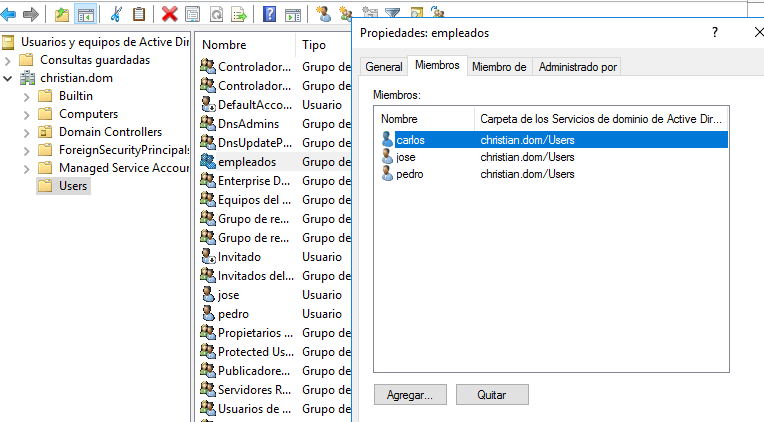 Usuarios y equipos de Active Dir
Consultas guardadas
christian.dom
Builtin
Computers
Domain Controllers
ForeignSecurityPrincipals
Managed Service Accour
Users
Nombre Tipo
Controlador... Grupo de
Controlador... Grupo de
DefaultAcco... Usuario
DnsAdmins Grupo de
DnsUpdateP... Grupo de
empleados Grupo de
Enterprise D... Grupo de
Equipos del ... Grupo de
Grupo de re... Grupo de
Grupo de re... Grupo de
Invitado Usuario
Invitados del... Grupo de
jose Usuario
pedro Usuario
Propietarios ... Grupo de
Protected Us... Grupo de
Publicadore... Grupo de
Servidores R... Grupo de
Usuarios de ... Grupo de
Propiedades: empleados ?
General Miembros Miembro de Administrado por
Miembros:
Nombre Carpeta de los Servicios de dominio de Active Dir...
carlos christian.dom/Users
jose christian.dom/Users
pedro christian.dom/Users
Agregar... Quitar